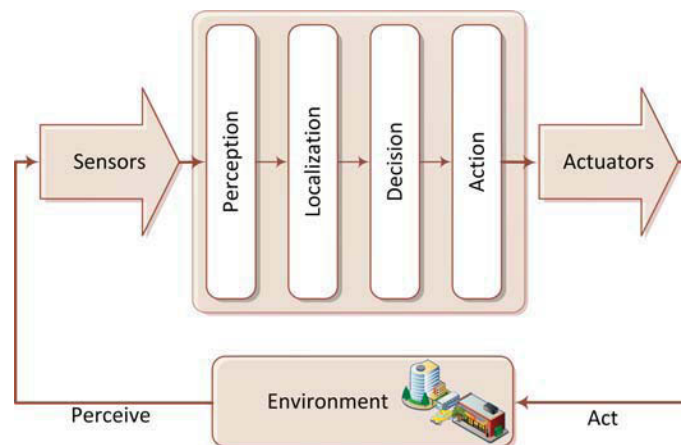 Sensors
Perception
Localization
Decision
Action
Actuators
Environment
Perceive
Act